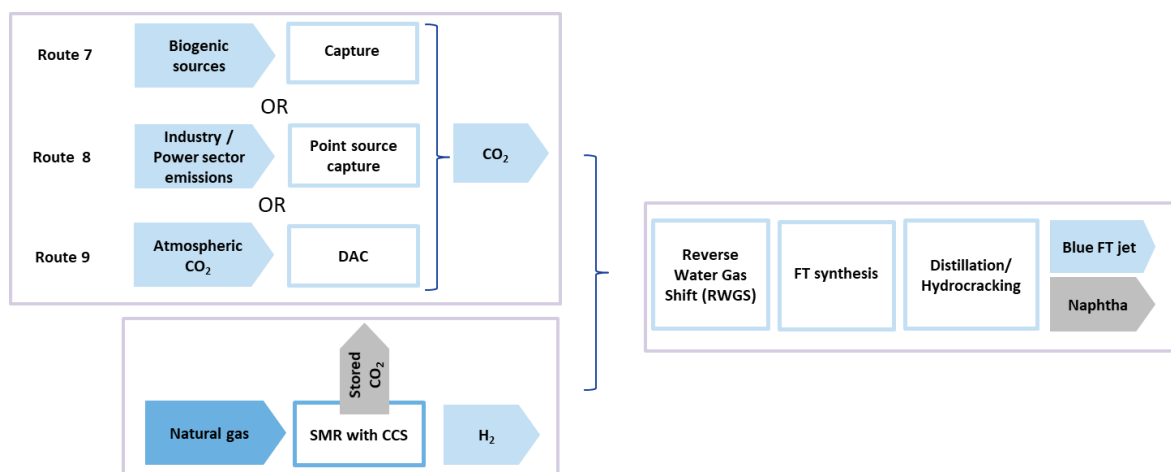 Route 7
Biogenic
sources
Capture
OR
Route 8
Industry /
Power sector
emissions
Point source
capture
CO₂
OR
Route 9
Atmospheric
CO₂
DAC
Stored
CO₂
Natural gas
SMR with CCS
H₂
Reverse
Water Gas
Shift (RWGS)
FT synthesis
Distillation/
Hydrocracking
Blue FT jet
Naphtha